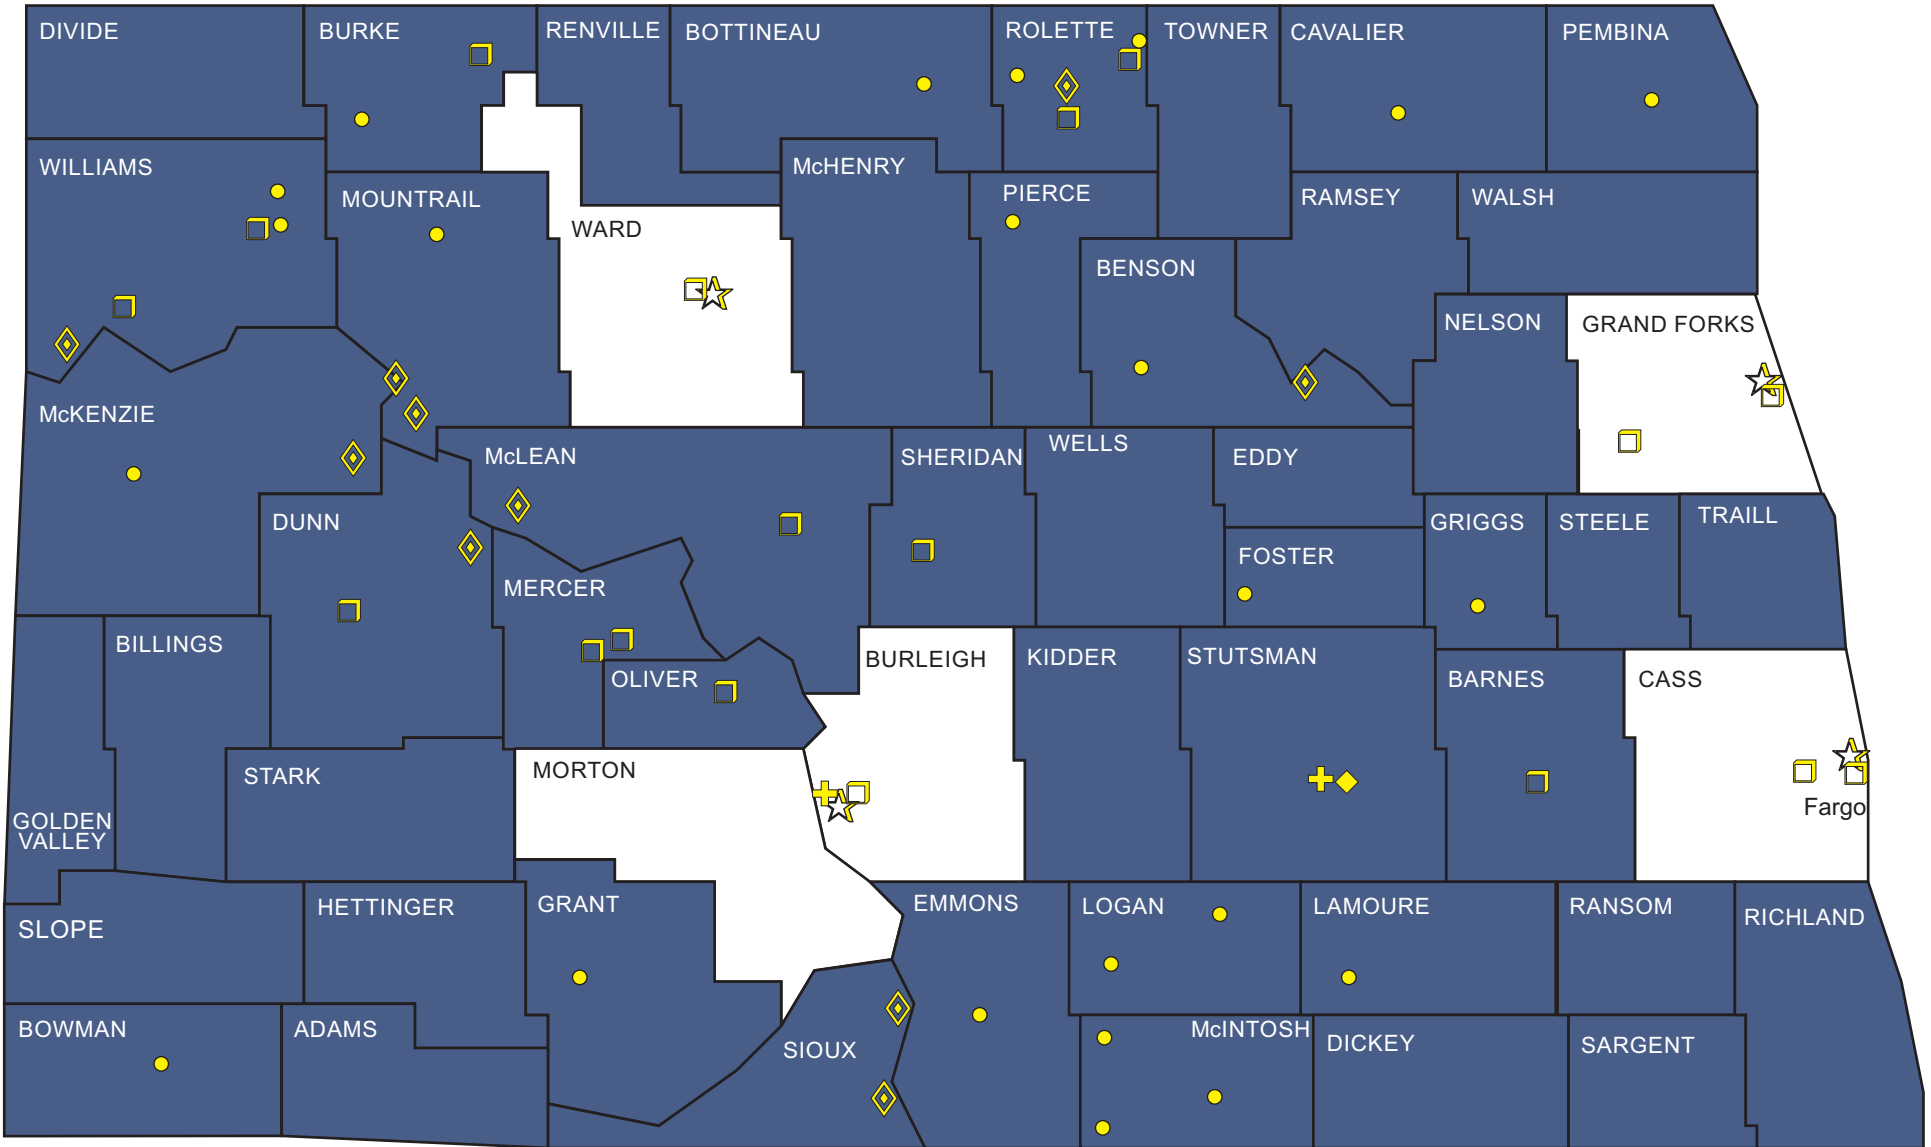 DIVIDE
BURKE
RENVILLE
BOTTINEAU
ROLETTE
TOWNER
CAVALIER
PEMBINA
WILLIAMS
MOUNTRAIL
WARD
McHENRY
PIERCE
RAMSEY
WALSH
BENSON
NELSON
GRAND FORKS
McKENZIE
McLEAN
SHERIDAN
WELLS
EDDY
DUNN
MERCER
FOSTER
GRIGGS
STEELE
TRAILL
BILLINGS
OLIVER
BURLEIGH
KIDDER
STUTSMAN
BARNES
CASS
Fargo
GOLDEN
VALLEY
STARK
MORTON
SLOPE
HETTINGER
GRANT
EMMONS
LOGAN
LAMOURE
RANSOM
RICHLAND
BOWMAN
ADAMS
SIOUX
McINTOSH
DICKEY
SARGENT